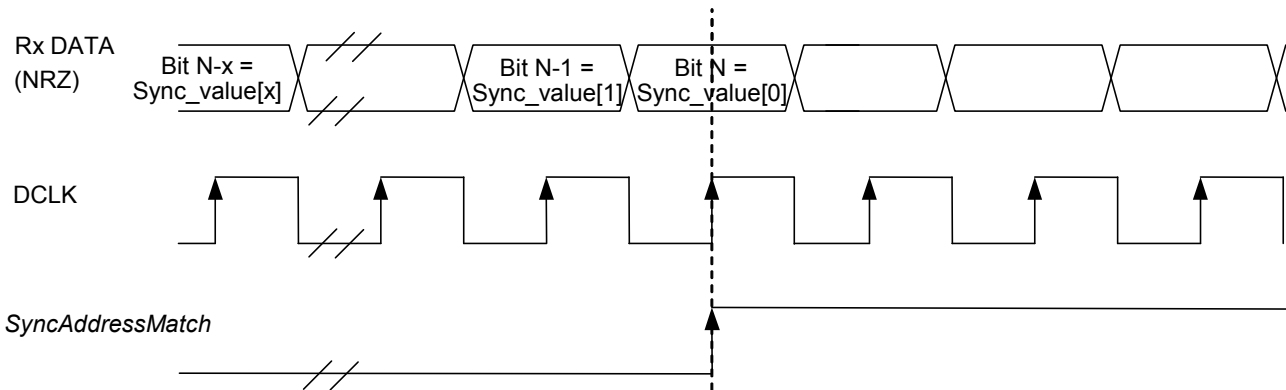 Rx DATA
(NRZ)
Bit N-x =
Sync_value[x]
Bit N-1 =
Sync_value[1]
Bit N =
Sync_value[0]
DCLK
SyncAddressMatch